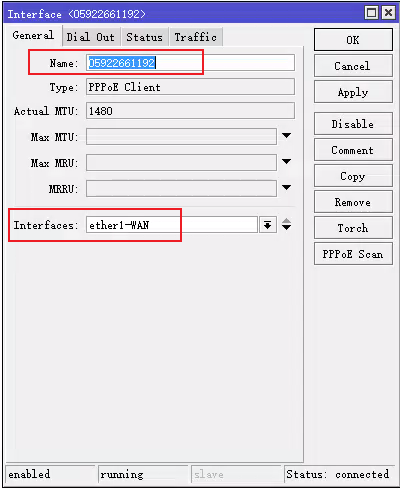 Interface <05922661192>
General Dial Out Status Traffic
Name: 05922661192
Type: PPPoE Client
Actual MTU: 1480
Max MTU:
Max MRU:
MRRU:
Interfaces: ether1-WAN
OK
Cancel
Apply
Disable
Comment
Copy
Remove
Torch
PPPoE Scan
enabled running slave Status: connected